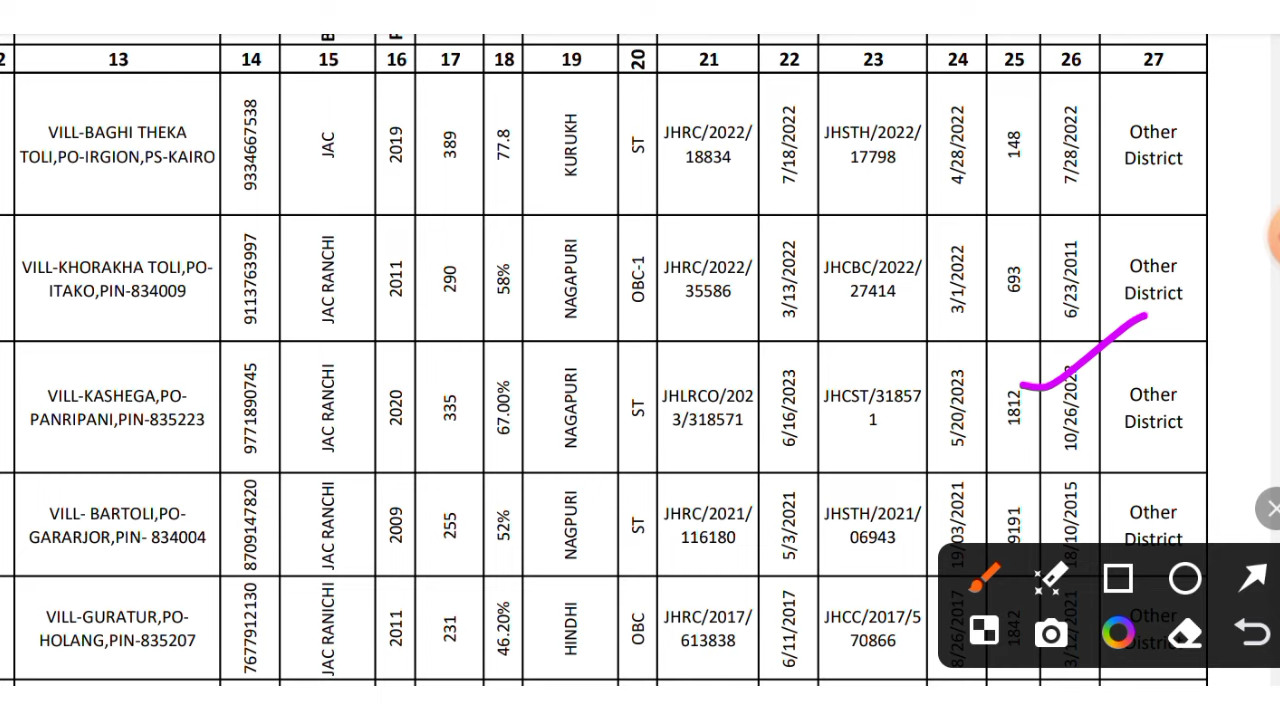 2 13 14 15 16 17 18 19 20 21 22 23 24 25 26 27
VILL-BAGHI THEKA
TOLI,PO-IRGION,PS-KAIRO
9334667538
JAC
2019
389
77.8
KURUKH
ST
JHRC/2022/
18834
7/18/2022
JHSTH/2022/
17798
4/28/2022
148
7/28/2022
Other
District
VILL-KHORAKHA TOLI,PO-
ITAKO,PIN-834009
9113763997
JAC RANCHI
2011
290
58%
NAGAPURI
OBC-1
JHRC/2022/
35586
3/13/2022
JHCBC/2022/
27414
3/1/2022
693
6/23/2011
Other
District
VILL-KASHEGA,PO-
PANRIPANI,PIN-835223
9771890745
JAC RANCHI
2020
335
67.00%
NAGAPURI
ST
JHLRCO/202
3/318571
6/16/2023
JHCST/31857
1
5/20/2023
1812
Other
District
VILL- BARTOLI,PO-
GARARJOR,PIN- 834004
8709147820
JAC RANCHI
2009
255
52%
NAGPURI
ST
JHRC/2021/
116180
5/3/2021
JHSTH/2021/
06943
19/03/2021
9191
18/10/2015
Other
District
VILL-GURATUR,PO-
HOLANG,PIN-835207
7677912130
JAC RANICHI
2011
231
46.20%
HINDHI
OBC
JHRC/2017/
613838
6/11/2017
JHCC/2017/5
70866
8/26/2017
1842
3/12/2021
Other
District